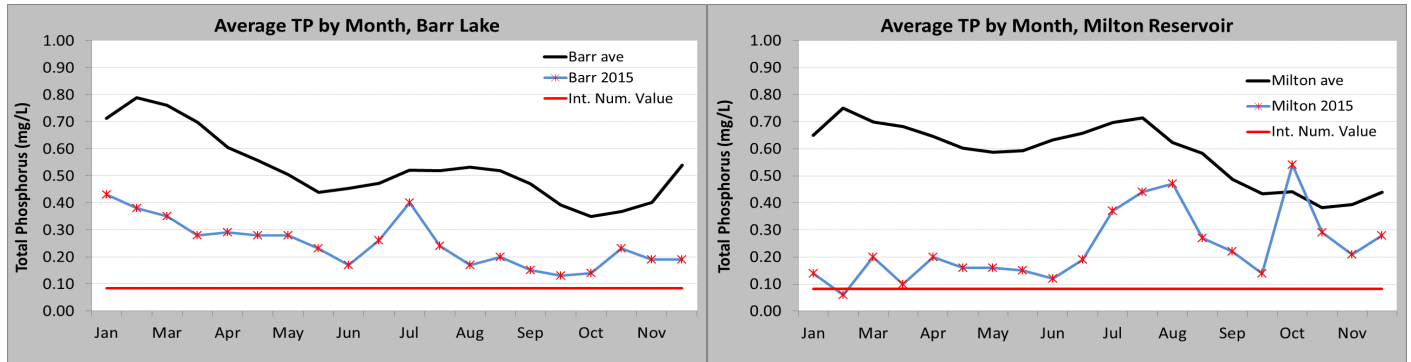 Average TP by Month, Barr Lake
Total Phosphorus (mg/L)
1.00
0.90
0.80
0.70
0.60
0.50
0.40
0.30
0.20
0.10
0.00
Barr ave
Barr 2015
Int. Num. Value
Jan Mar Apr May Jun Jul Aug Sep Oct Nov
Average TP by Month, Milton Reservoir
Total Phosphorus (mg/L)
1.00
0.90
0.80
0.70
0.60
0.50
0.40
0.30
0.20
0.10
0.00
Milton ave
Milton 2015
Int. Num. Value
Jan Mar Apr May Jun Jul Aug Sep Oct Nov